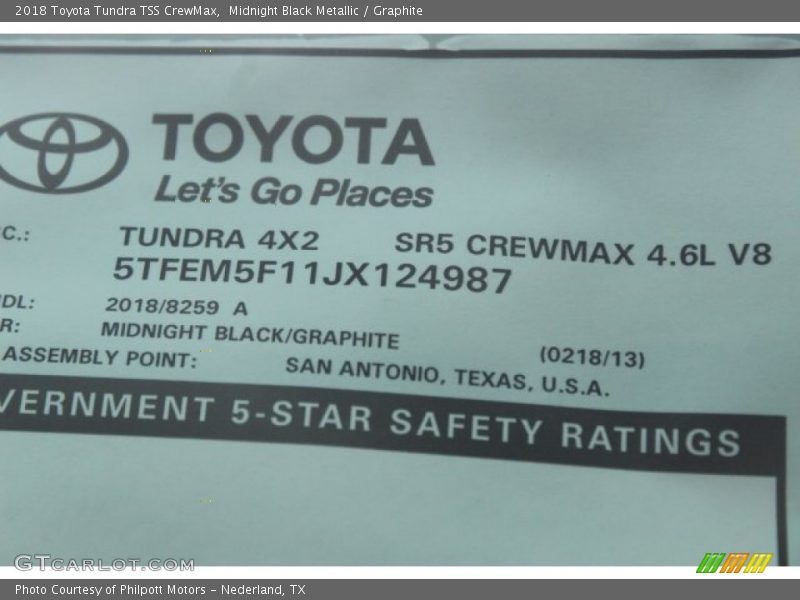 2018 Toyota Tundra TSS CrewMax, Midnight Black Metallic / Graphite
TOYOTA
Let's Go Places
C.: TUNDRA 4X2 SR5 CREWMAX 4.6L V8
5TFEM5F11JX124987
DL: 2018/8259 A
R: MIDNIGHT BLACK/GRAPHITE (0218/13)
ASSEMBLY POINT: SAN ANTONIO, TEXAS, U.S.A.
VERNMENT 5-STAR SAFETY RATINGS
GTCARLOT.COM
Photo Courtesy of Philpott Motors - Nederland, TX